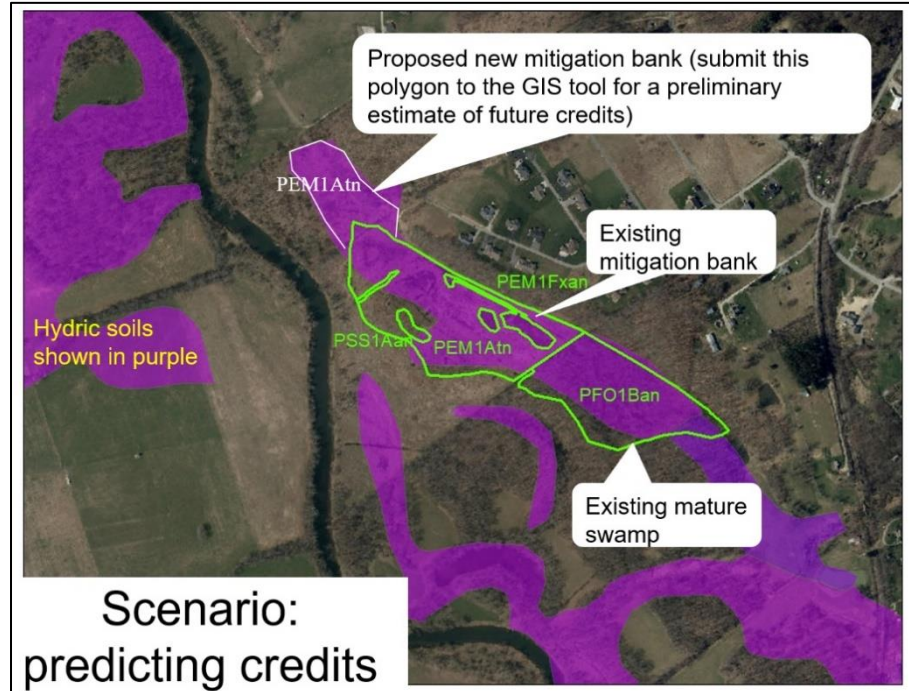 Proposed new mitigation bank (submit this
polygon to the GIS tool for a preliminary
estimate of future credits)
PEM1Atn
Existing
mitigation bank
PEM1Fxan
Hydric soils
shown in purple
PSS1Aan
PEM1Atn
PFO1Ban
Existing mature
swamp
Scenario:
predicting credits